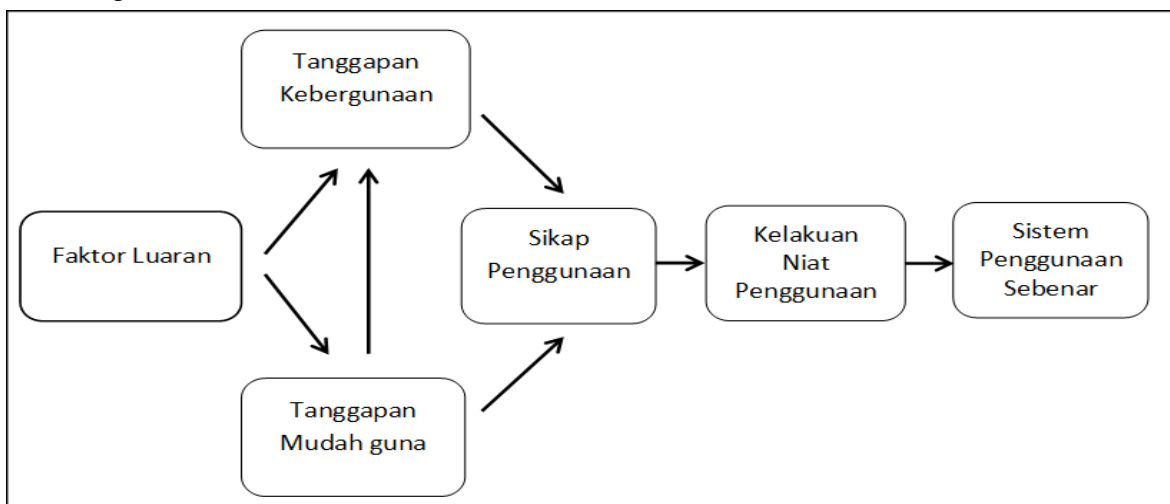 Tanggapan
Kebergunaan
Faktor Luaran
Sikap
Penggunaan
Kelakuan
Niat
Penggunaan
Sistem
Penggunaan
Sebenar
Tanggapan
Mudah guna